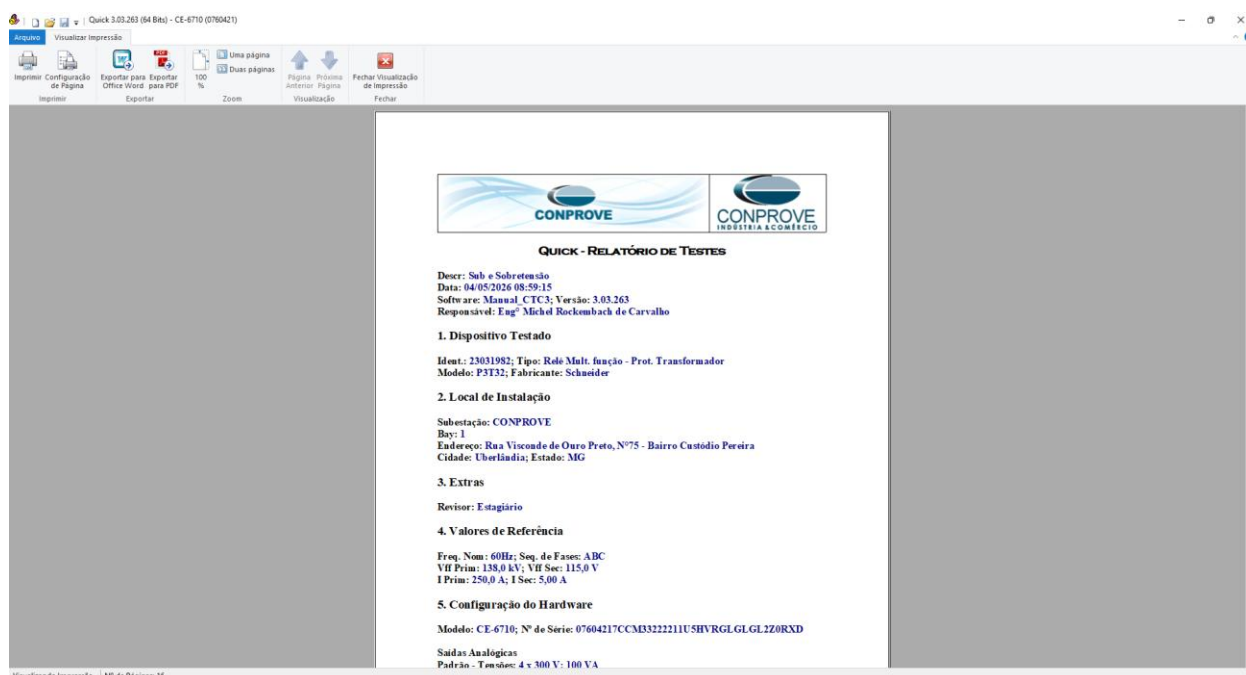 Quick 3.03.263 (64 Bits) - CE-6710 (0760421)
Arquivo Visualizar Impressão
Imprimir Configuração de Página Exportar para Office Word Exportar para PDF 100 % Uma página Duas páginas Página Anterior Próxima Página Fechar Visualização de Impressão
Imprimir Exportar Zoom Visualização Fechar
CONPROVE CONPROVE
INDÚSTRIA & COMÉRCIO
QUICK - RELATÓRIO DE TESTES
Descr: Sub e Sobretensão
Data: 04/05/2026 08:59:15
Software: Manual_CTC3; Versão: 3.03.263
Responsável: Engº Michel Rockembach de Carvalho
1. Dispositivo Testado
Ident.: 23031982; Tipo: Relé Mult. função - Prot. Transformador
Modelo: P3T32; Fabricante: Schneider
2. Local de Instalação
Subestação: CONPROVE
Bay: 1
Endereço: Rua Visconde de Ouro Preto, Nº75 - Bairro Custódio Pereira
Cidade: Uberlândia; Estado: MG
3. Extras
Revisor: Estagiário
4. Valores de Referência
Freq. Nom: 60Hz; Seq. de Fases: ABC
Vff Prim: 138,0 kV; Vff Sec: 115,0 V
I Prim: 250,0 A; I Sec: 5,00 A
5. Configuração do Hardware
Modelo: CE-6710; Nº de Série: 07604217CCM33222211U5HVRGLGLGL2Z0RXD
Saídas Analógicas
Padrão - Tensões: 4 x 300 V; 100 VA